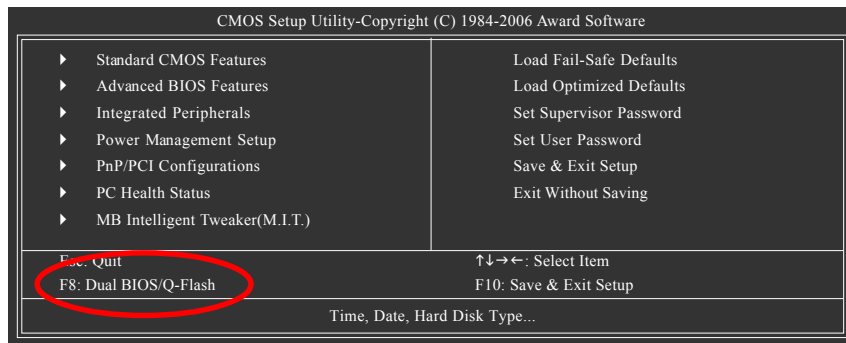 CMOS Setup Utility-Copyright (C) 1984-2006 Award Software
Standard CMOS Features
Advanced BIOS Features
Integrated Peripherals
Power Management Setup
PnP/PCI Configurations
PC Health Status
MB Intelligent Tweaker(M.I.T.)
Load Fail-Safe Defaults
Load Optimized Defaults
Set Supervisor Password
Set User Password
Save & Exit Setup
Exit Without Saving
Esc: Quit
↑↓→←: Select Item
F8: Dual BIOS/Q-Flash
F10: Save & Exit Setup
Time, Date, Hard Disk Type...